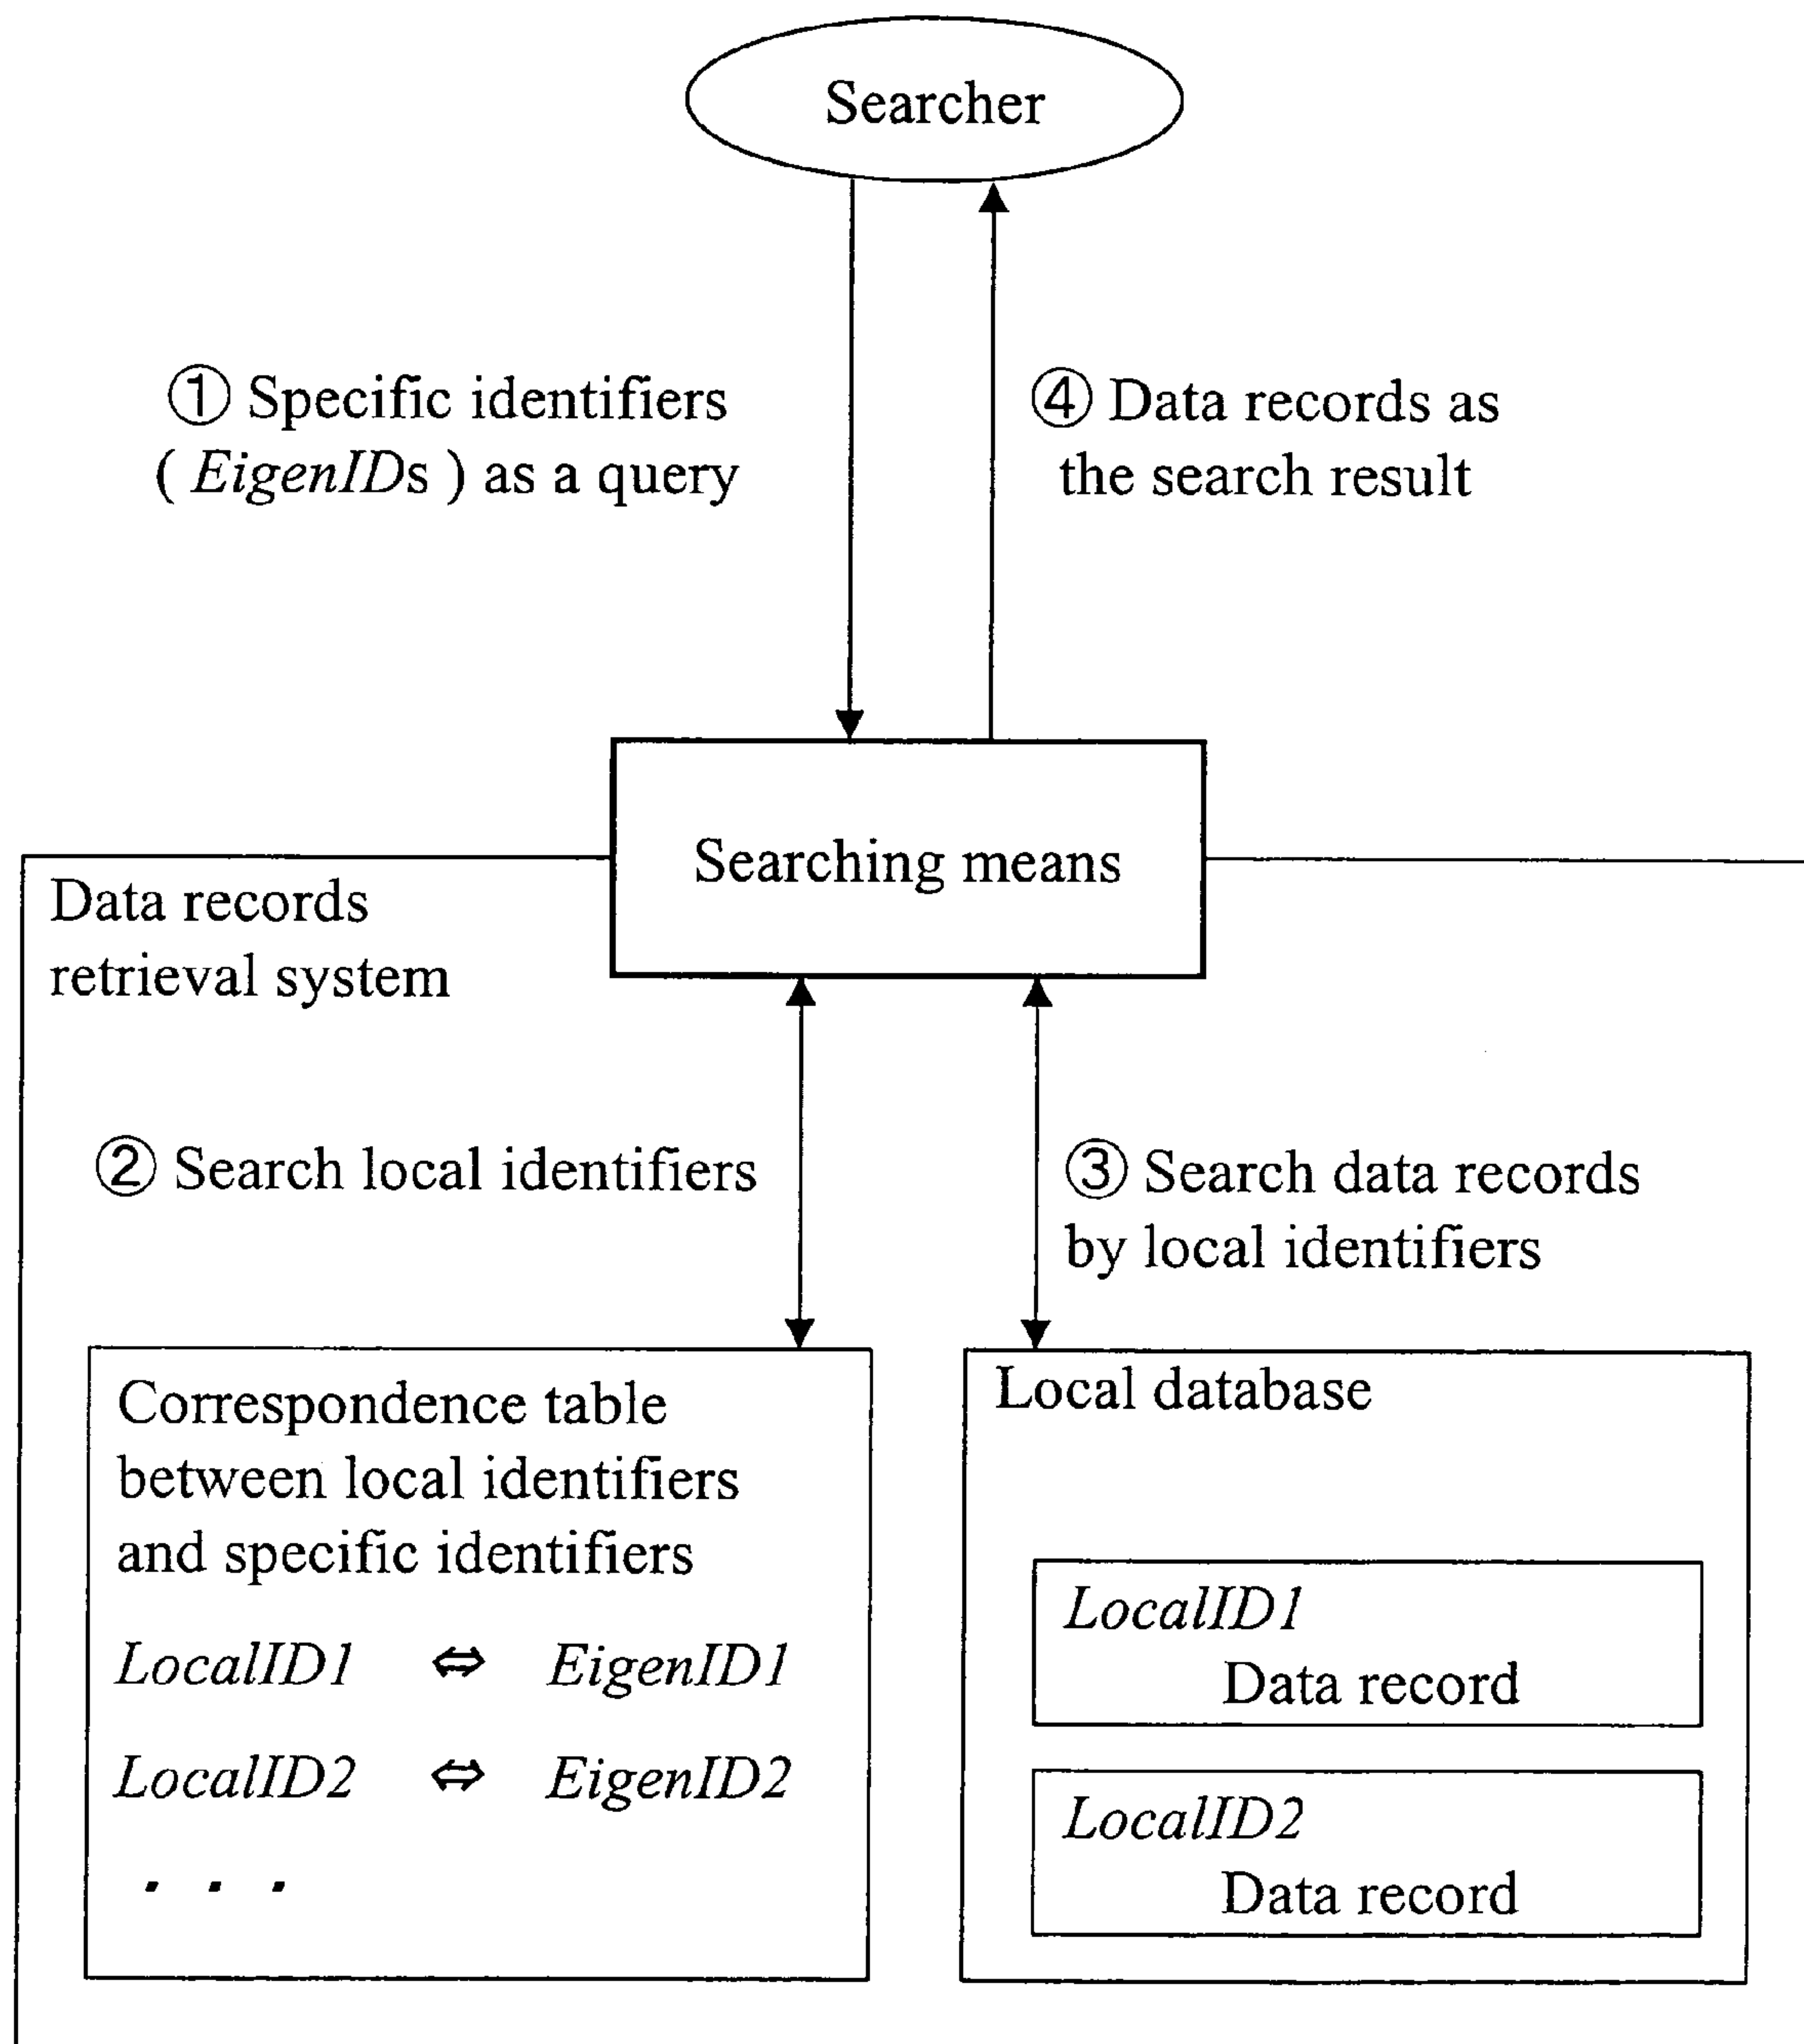 Searcher
① Specific identifiers
( EigenIDs ) as a query
④ Data records as
the search result
Searching means
Data records
retrieval system
② Search local identifiers
③ Search data records
by local identifiers
Correspondence table
between local identifiers
and specific identifiers
LocalID1 ⇔ EigenID1
LocalID2 ⇔ EigenID2
. . .
Local database
LocalID1
Data record
LocalID2
Data record